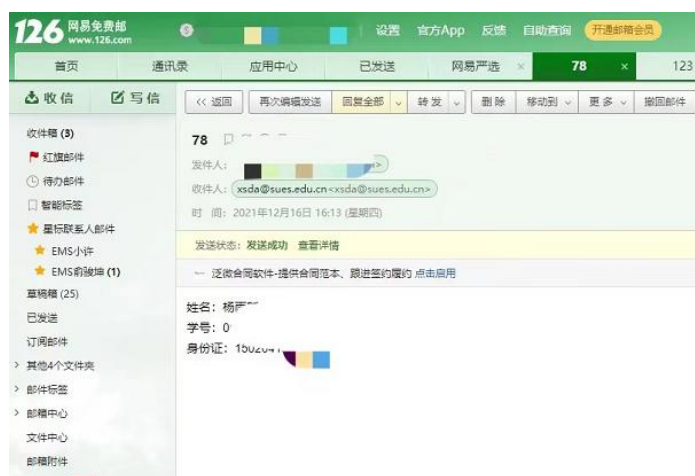 126 网易免费邮
www.126.com
设置 官方App 反馈 自助查询 开通邮箱会员
首页 通讯录 应用中心 已发送 网易严选 × 78 × 123
收信 写信
<< 返回 再次编辑发送 回复全部 转发 删除 移动到 更多 撤回邮件
收件箱 (3)
红旗邮件
待办邮件
智能标签
星标联系人邮件
EMS小许
EMS俞骏坤 (1)
草稿箱 (25)
已发送
订阅邮件
其他4个文件夹
邮件标签
邮箱中心
文件中心
邮箱附件
78
发件人:
收件人: xsda@sues.edu.cn<xsda@sues.edu.cn>
时 间: 2021年12月16日 16:13 (星期四)
发送状态: 发送成功 查看详情
泛微合同软件-提供合同范本、跟进签约履约 点击启用
姓名: 杨
学号: 0
身份证: